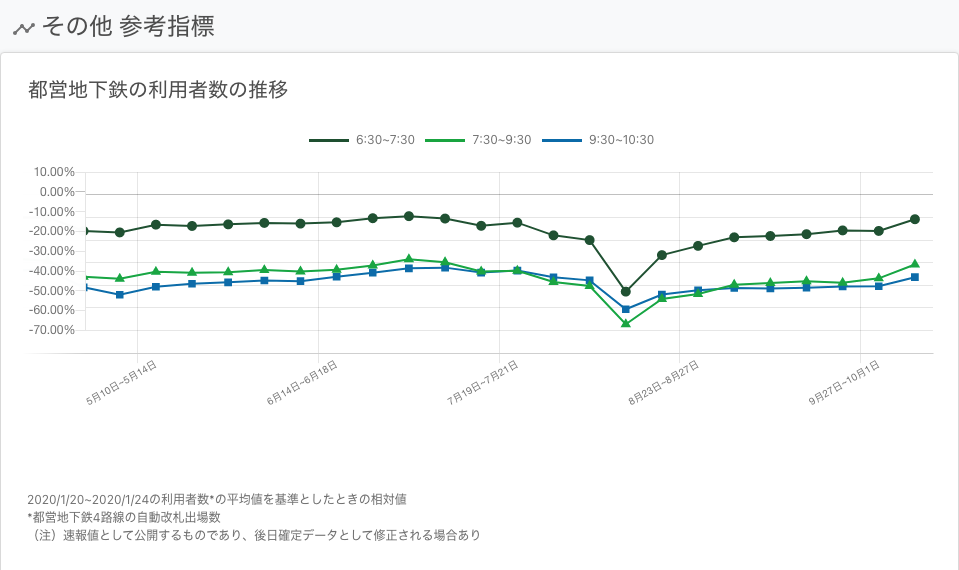 その他 参考指標
都営地下鉄の利用者数の推移
6:30~7:30 7:30~9:30 9:30~10:30
10.00%
0.00%
-10.00%
-20.00%
-30.00%
-40.00%
-50.00%
-60.00%
-70.00%
5月10日~5月14日 6月14日~6月18日 7月19日~7月21日 8月23日~8月27日 9月27日~10月1日
2020/1/20~2020/1/24の利用者数*の平均値を基準としたときの相対値
*都営地下鉄4路線の自動改札出場数
（注）速報値として公開するものであり、後日確定データとして修正される場合あり